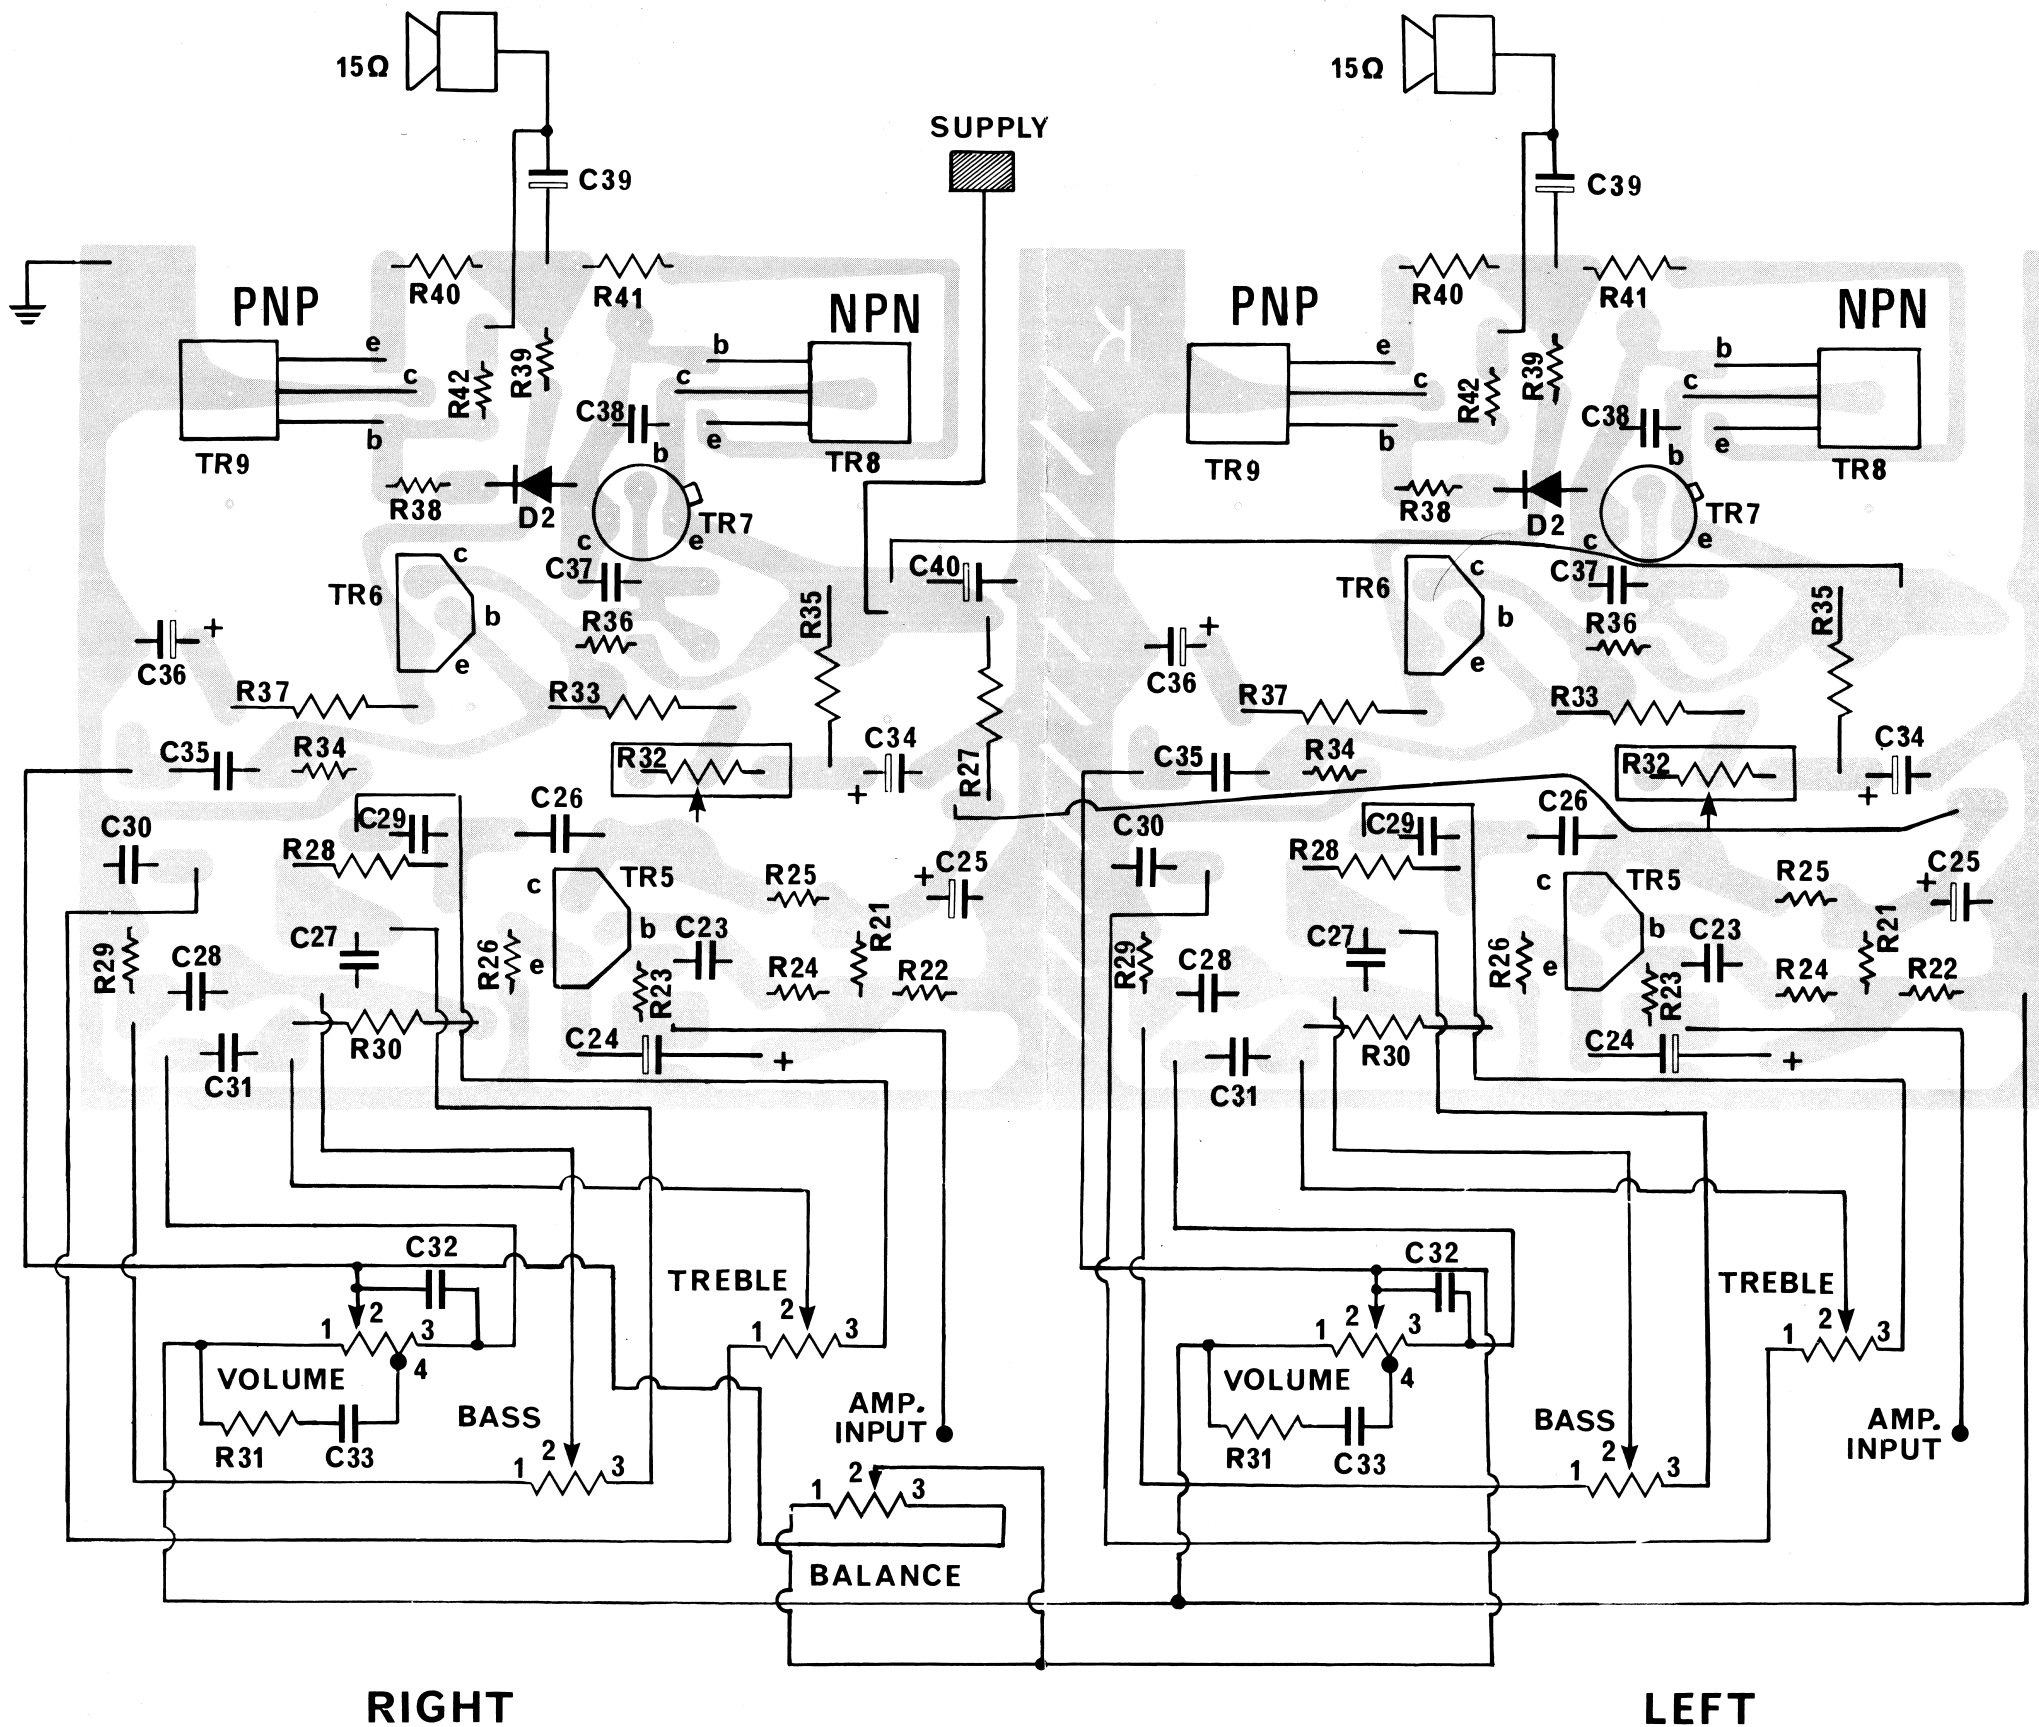 15Ω
15Ω
SUPPLY
C39
C39
R40
R41
R40
R41
PNP
NPN
PNP
NPN
e
c
b
R42
R39
b
c
e
e
c
b
R42
R39
b
c
e
C38
C38
TR9
TR8
TR9
TR8
b
b
R38
D2
TR7
R38
D2
TR7
c
e
c
e
TR6
c
b
e
C37
C40
TR6
c
b
e
C37
R36
R35
R36
R35
+
C36
+
C36
R37
R33
R37
R33
C35
R34
R32
C34
+
R27
C35
R34
R32
C34
+
C30
C29
C26
C30
C29
C26
R28
TR5
R25
+
C25
R28
TR5
R25
+
C25
c
b
e
c
b
e
R29
C28
C27
R26
R23
C23
R24
R21
R22
R29
C28
C27
R26
R23
C23
R24
R21
R22
R30
C24
+
R30
C24
+
C31
C31
C32
TREBLE
C32
TREBLE
1
2
3
4
1
2
3
1
2
3
4
1
2
3
VOLUME
VOLUME
R31
C33
R31
C33
BASS
1
2
3
BASS
1
2
3
AMP.
INPUT
AMP.
INPUT
1
2
3
BALANCE
RIGHT
LEFT